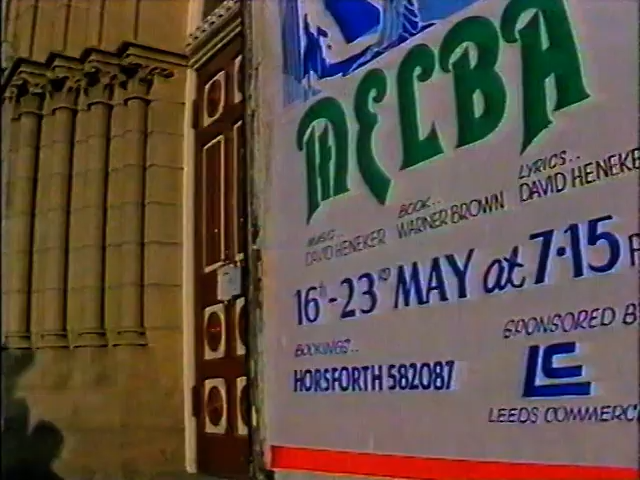 MELBA
MUSIC.. BOOK.. LYRICS..
DAVID HENEKER WARNER BROWN DAVID HENEKE
16th-23rd MAY at 7·15
BOOKINGS.. SPONSORED B
HORSFORTH 582087
LC
LEEDS COMMERC